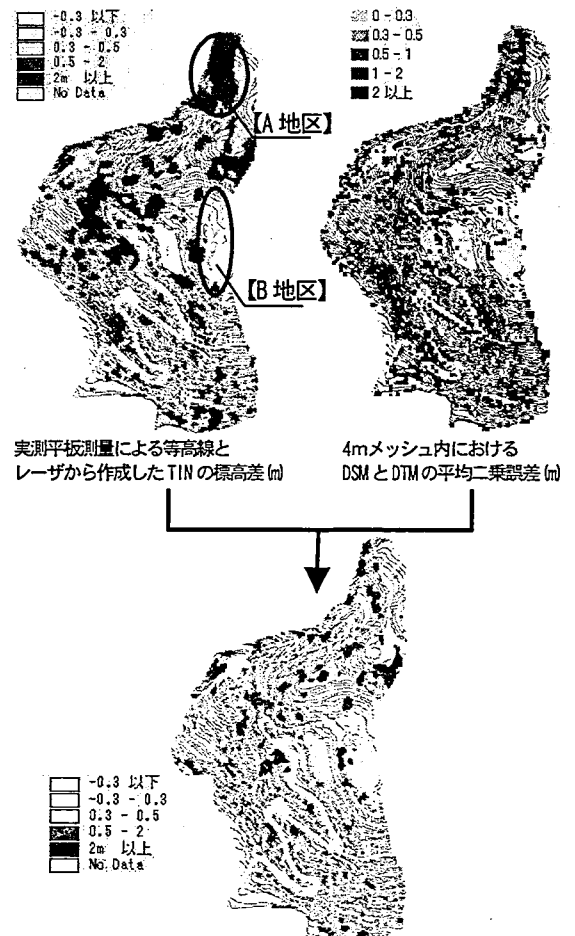 -0.3 以下
-0.3 - 0.3
0.3 - 0.5
0.5 - 2
2m 以上
No Data
0 - 0.3
0.3 - 0.5
0.5 - 1
1 - 2
2 以上
【A 地区】
【B 地区】
実測平板測量による等高線と
レーザから作成した TIN の標高差(m)
4mメッシュ内における
DSMとDTMの平均二乗誤差(m)
-0.3 以下
-0.3 - 0.3
0.3 - 0.5
0.5 - 2
2m 以上
No Data